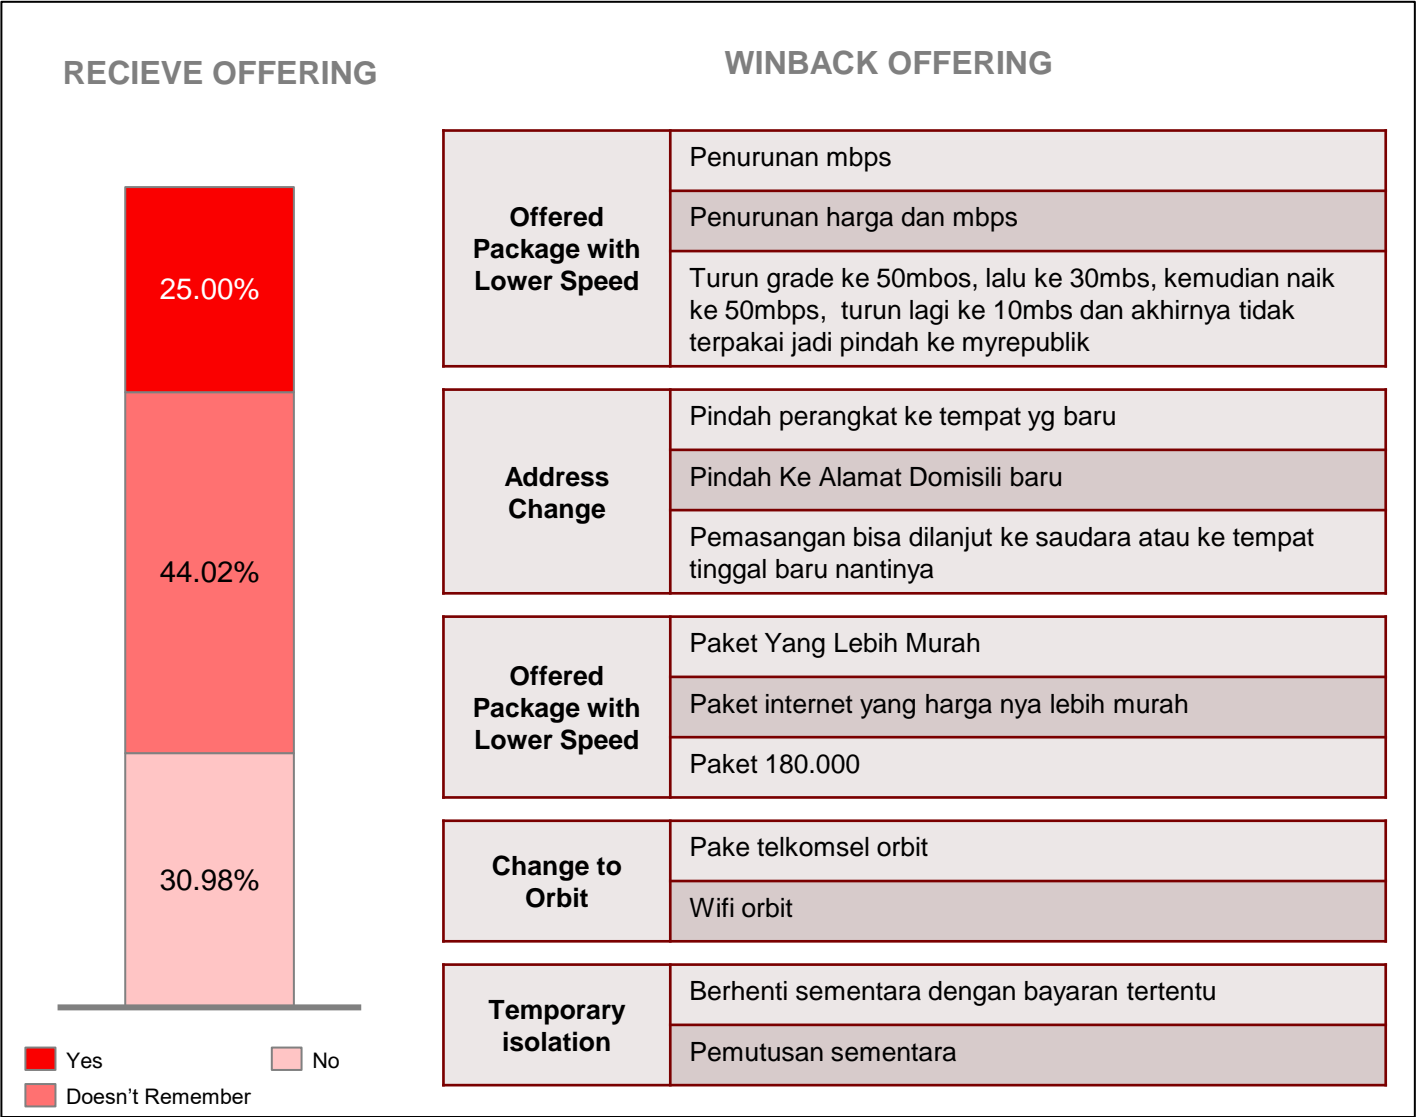 RECIEVE OFFERING
25.00%
44.02%
30.98%
Yes
No
Doesn't Remember
WINBACK OFFERING
Offered
Package with
Lower Speed
Penurunan mbps
Penurunan harga dan mbps
Turun grade ke 50mbos, lalu ke 30mbs, kemudian naik
ke 50mbps,  turun lagi ke 10mbs dan akhirnya tidak
terpakai jadi pindah ke myrepublik
Address
Change
Pindah perangkat ke tempat yg baru
Pindah Ke Alamat Domisili baru
Pemasangan bisa dilanjut ke saudara atau ke tempat
tinggal baru nantinya
Offered
Package with
Lower Speed
Paket Yang Lebih Murah
Paket internet yang harga nya lebih murah
Paket 180.000
Change to
Orbit
Pake telkomsel orbit
Wifi orbit
Temporary
isolation
Berhenti sementara dengan bayaran tertentu
Pemutusan sementara